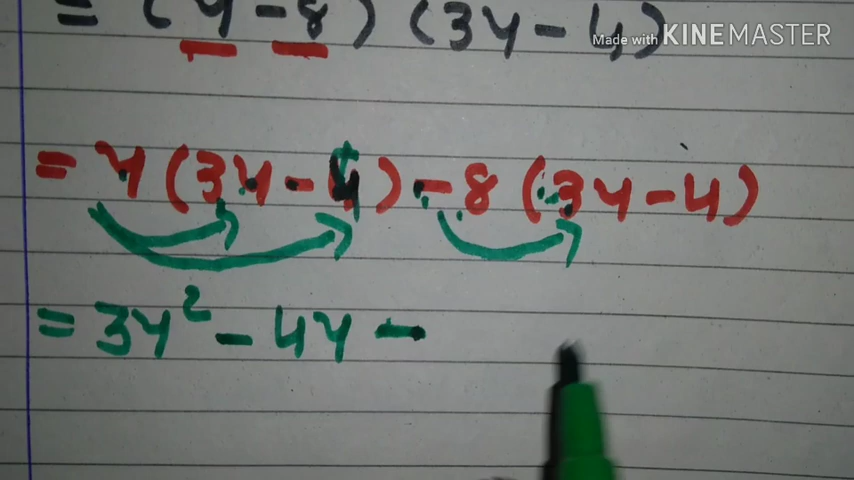 = (y-8) (3y-4)
Made with KINEMASTER
= y(3y-4)-8(3y-4)
= 3y²-4y-